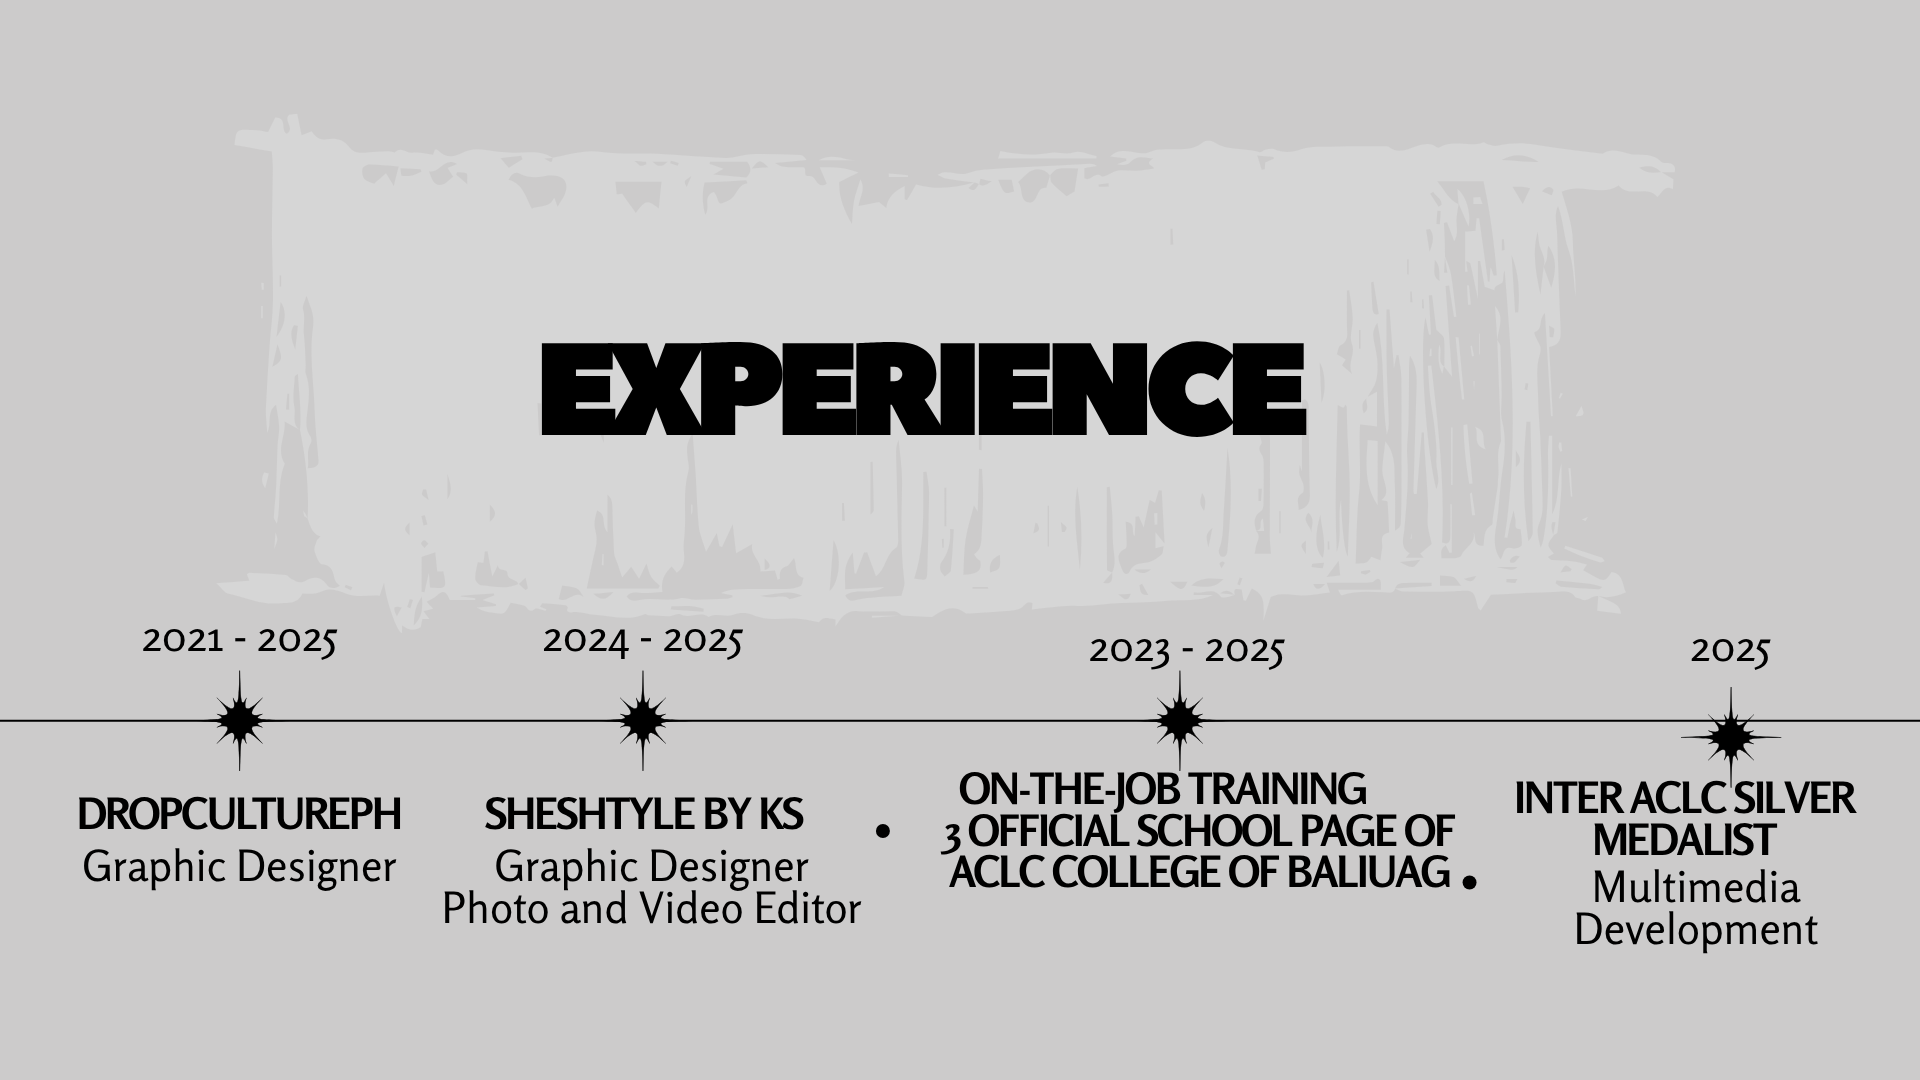 EXPERIENCE
2021 - 2025
DROPCULTUREPH
Graphic Designer
2024 - 2025
SHESHTYLE BY KS
Graphic Designer
Photo and Video Editor
2023 - 2025
• ON-THE-JOB TRAINING
3 OFFICIAL SCHOOL PAGE OF
ACLC COLLEGE OF BALIUAG •
2025
INTER ACLC SILVER
MEDALIST
Multimedia
Development